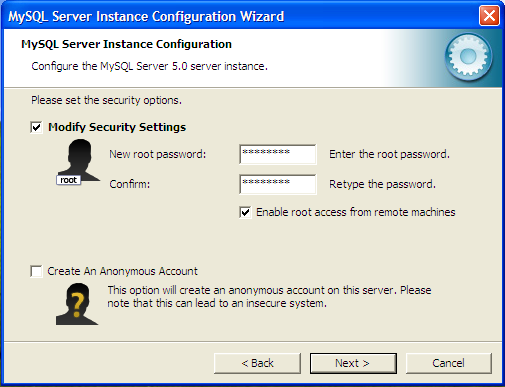 MySQL Server Instance Configuration Wizard
MySQL Server Instance Configuration
Configure the MySQL Server 5.0 server instance.
Please set the security options.
Modify Security Settings
root
New root password: ******** Enter the root password.
Confirm: ******** Retype the password.
Enable root access from remote machines
Create An Anonymous Account
This option will create an anonymous account on this server. Please
note that this can lead to an insecure system.
< Back Next > Cancel